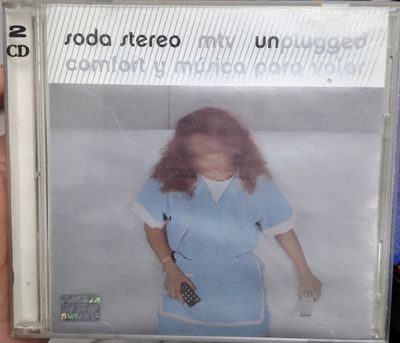 2
CD
soda stereo mtv unplugged
comfort y música para volar